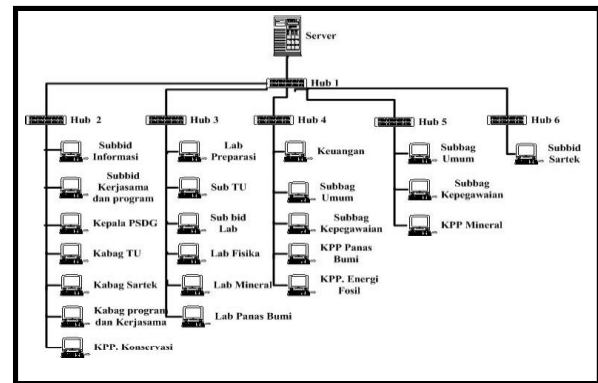 Server
Hub 1
Hub 2
Hub 3
Hub 4
Hub 5
Hub 6
Subbid
Informasi
Subbid
Kerjasama
dan program
Kepala PSDG
Kabag TU
Kabag Sartek
Kabag program
dan Kerjasama
KPP. Konservasi
Lab
Preparasi
Sub TU
Sub bid
Lab
Lab Fisika
Lab Mineral
Lab Panas Bumi
Keuangan
Subbag
Umum
Subbag
Kepegawaian
KPP Panas
Bumi
KPP. Energi
Fosil
Subbag
Umum
Subbag
Kepegawaian
KPP Mineral
Subbid
Sartek